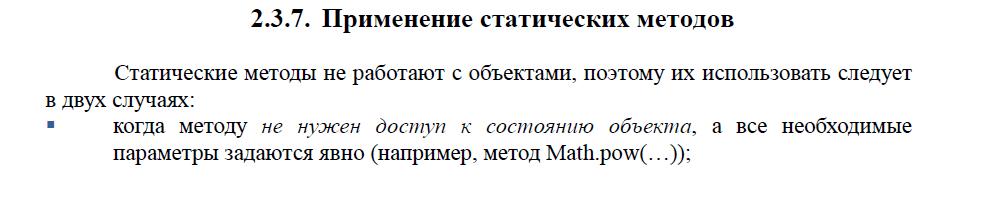 2.3.7. Применение статических методов
Статические методы не работают с объектами, поэтому их использовать следует
в двух случаях:
▪ когда методу не нужен доступ к состоянию объекта, а все необходимые
параметры задаются явно (например, метод Math.pow(…));